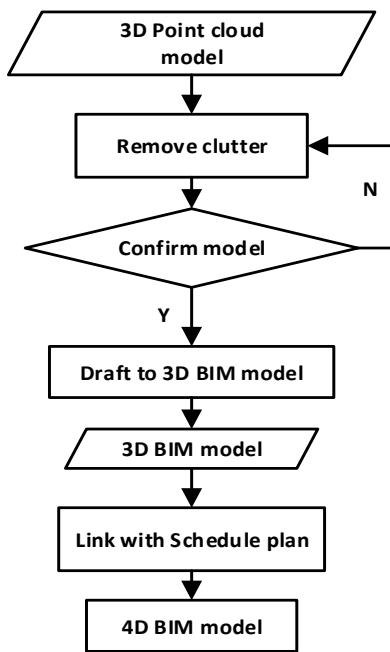 3D Point cloud
model
Remove clutter
N
Confirm model
Y
Draft to 3D BIM model
3D BIM model
Link with Schedule plan
4D BIM model